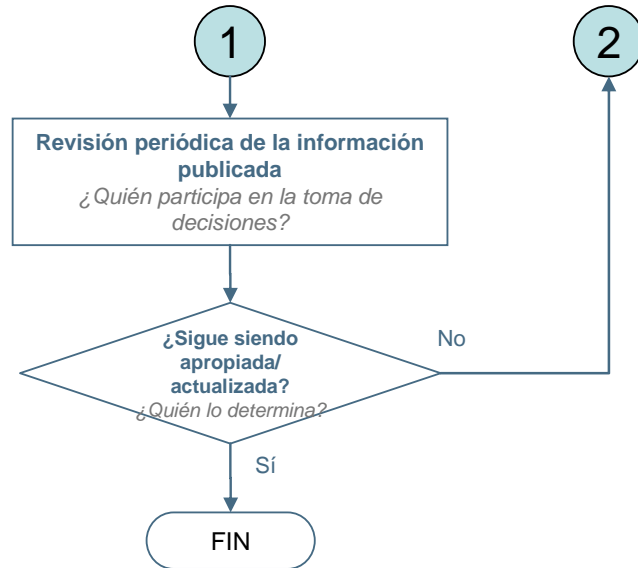 1
2
Revisión periódica de la información
publicada
¿Quién participa en la toma de
decisiones?
¿Sigue siendo
apropiada/
actualizada?
¿Quién lo determina?
No
Sí
FIN